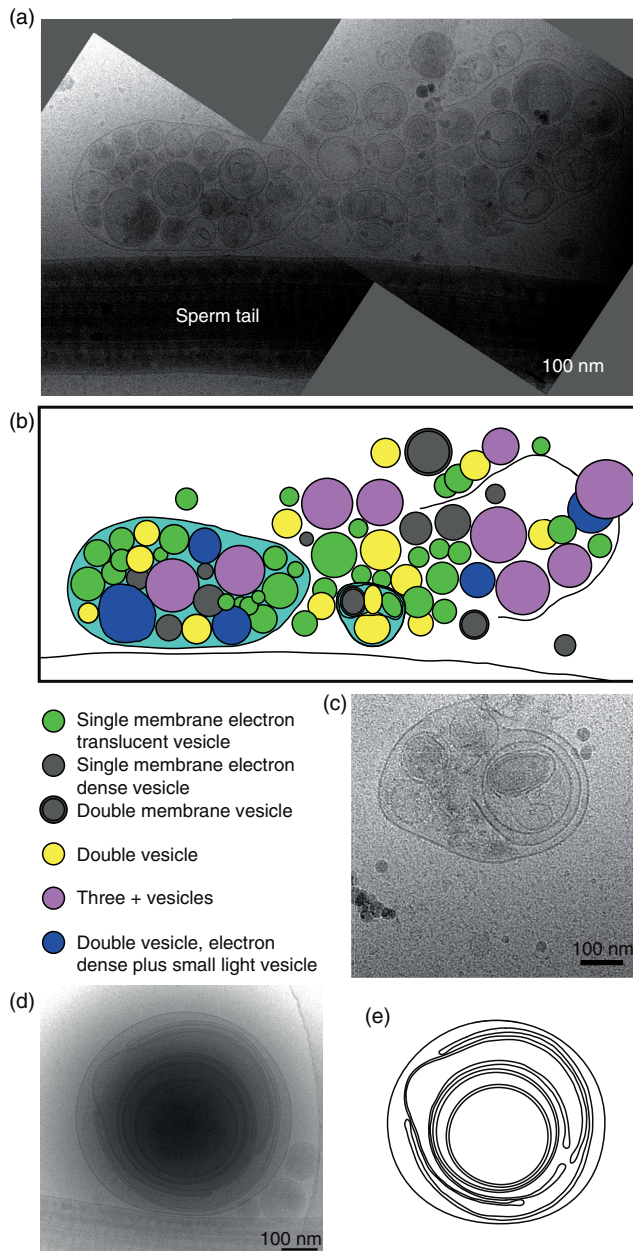 (a)
Sperm tail
100 nm
(b)
Single membrane electron
translucent vesicle
Single membrane electron
dense vesicle
Double membrane vesicle
Double vesicle
Three + vesicles
Double vesicle, electron
dense plus small light vesicle
(c)
100 nm
(d)
100 nm
(e)